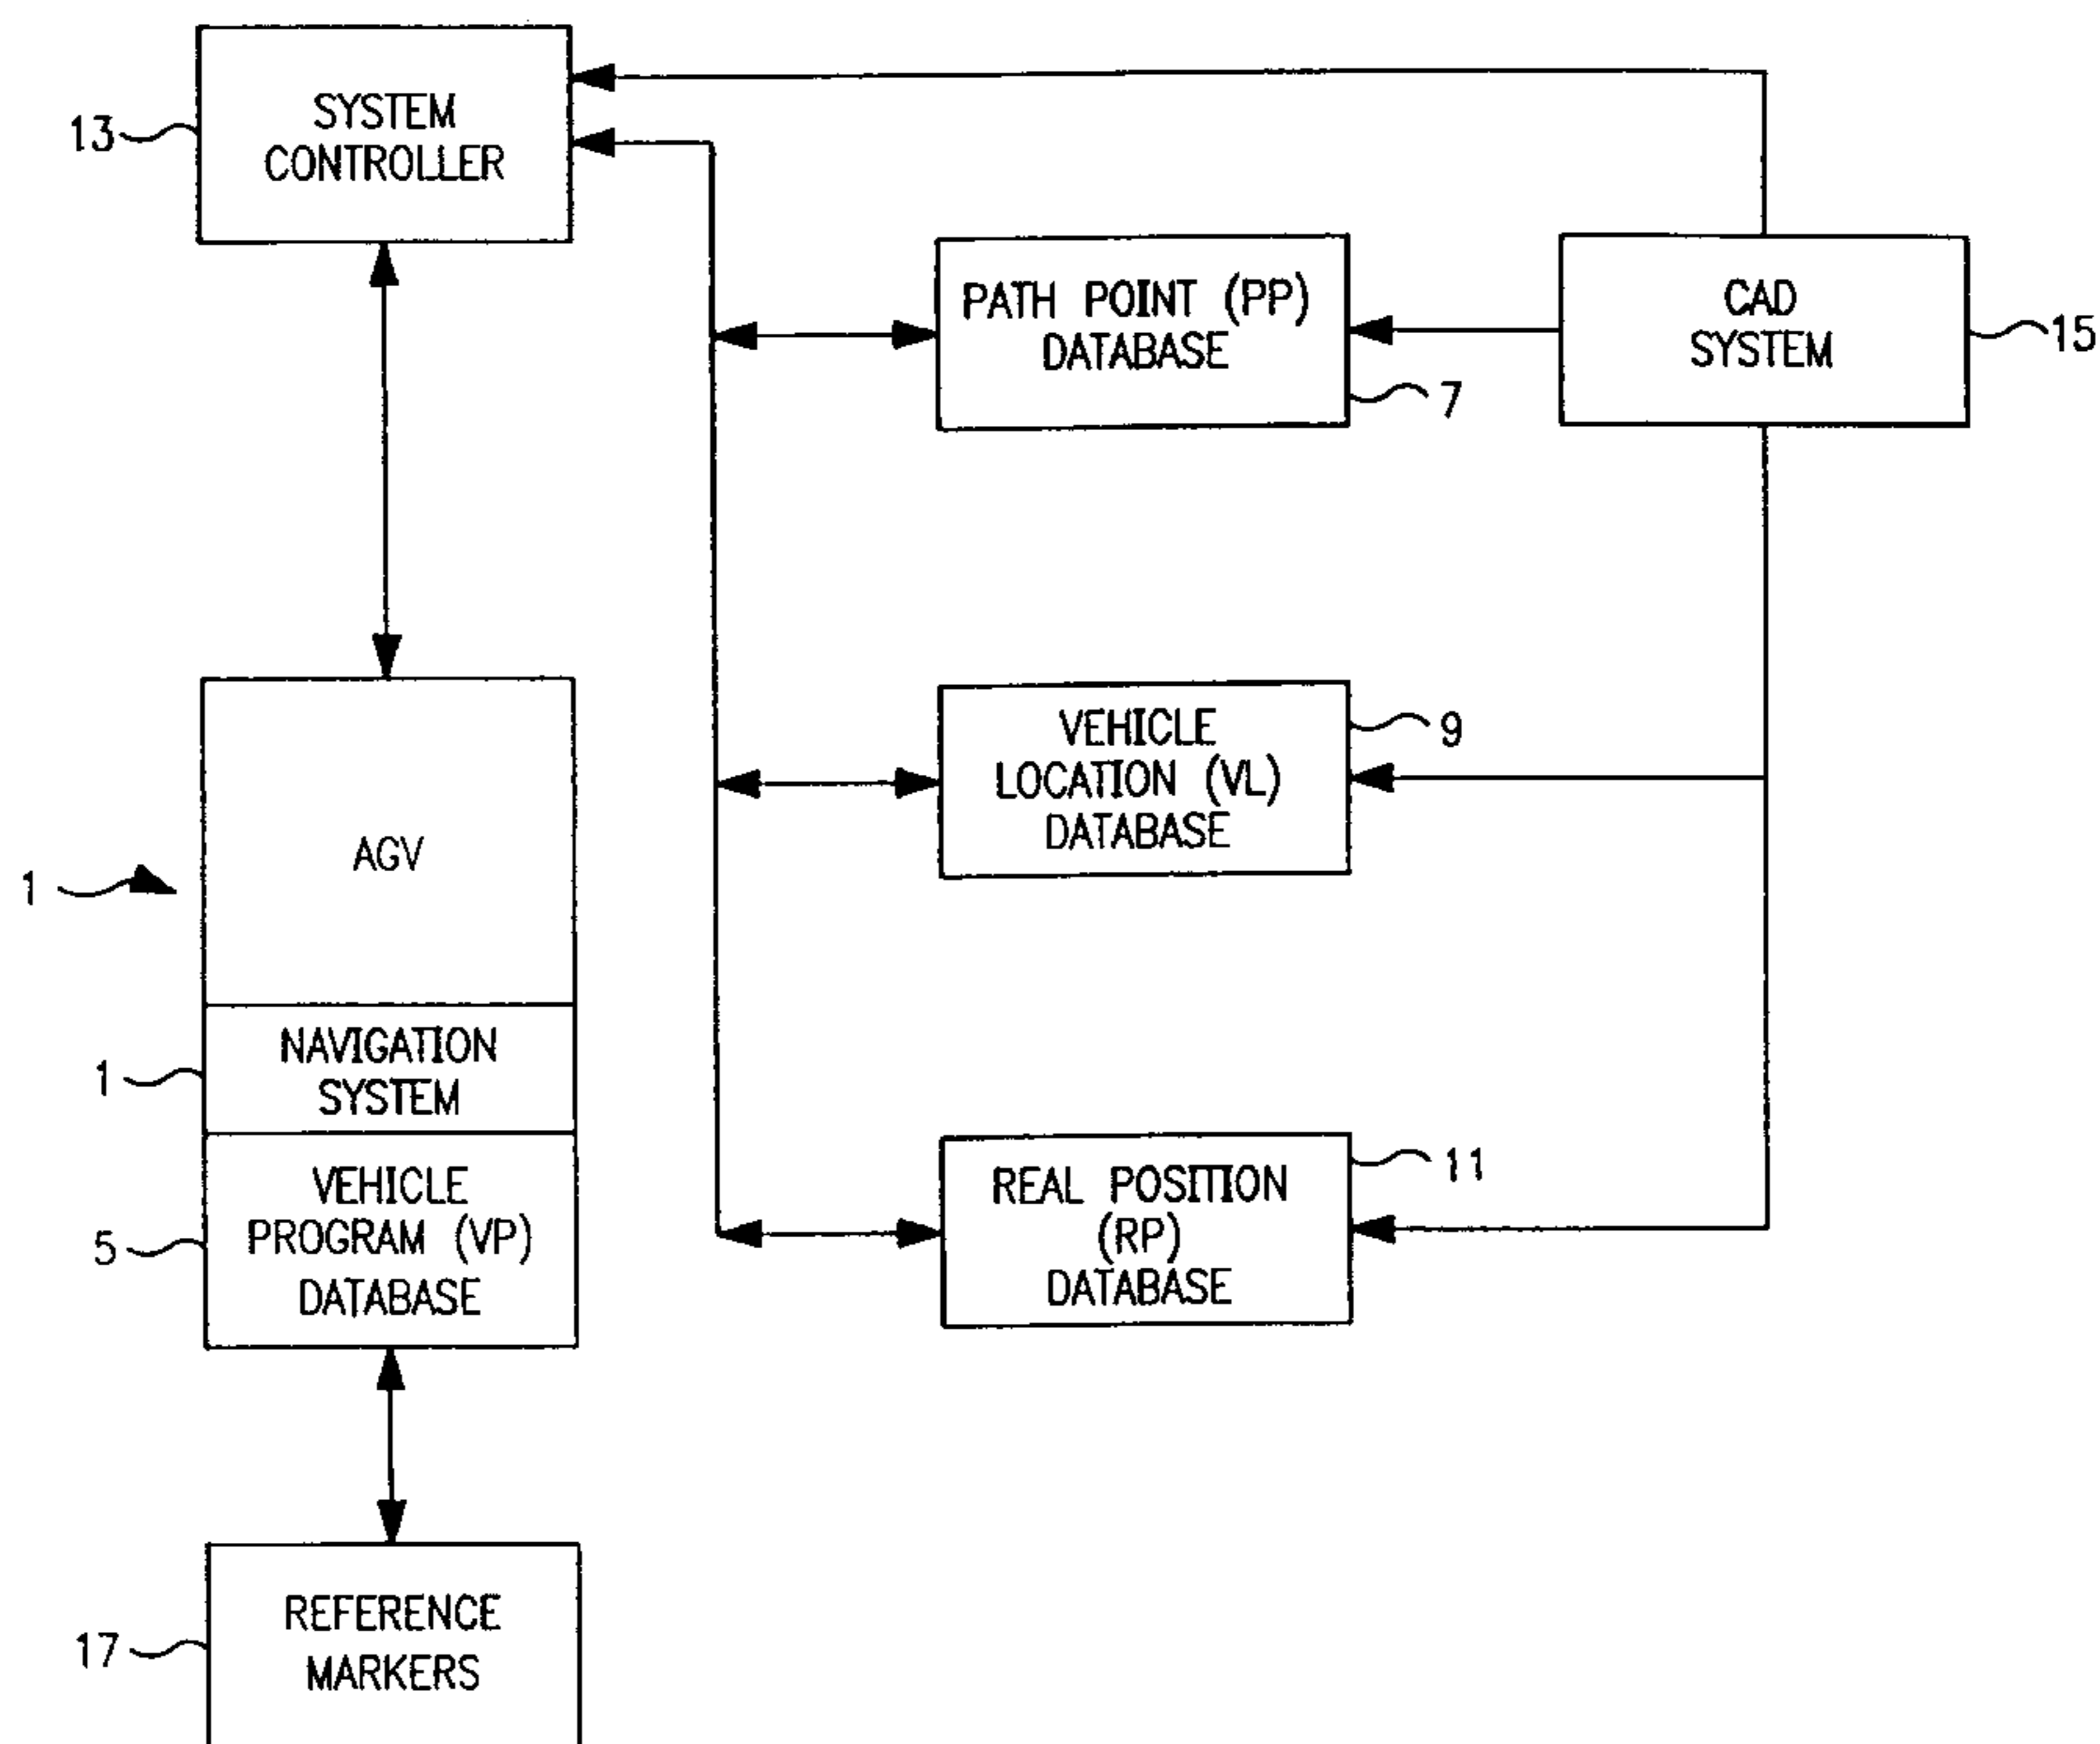 13
SYSTEM
CONTROLLER
PATH POINT (PP)
DATABASE
7
CAD
SYSTEM
15
1
AGV
VEHICLE
LOCATION (VL)
DATABASE
9
1
NAVIGATION
SYSTEM
5
VEHICLE
PROGRAM (VP)
DATABASE
REAL POSITION
(RP)
DATABASE
11
17
REFERENCE
MARKERS